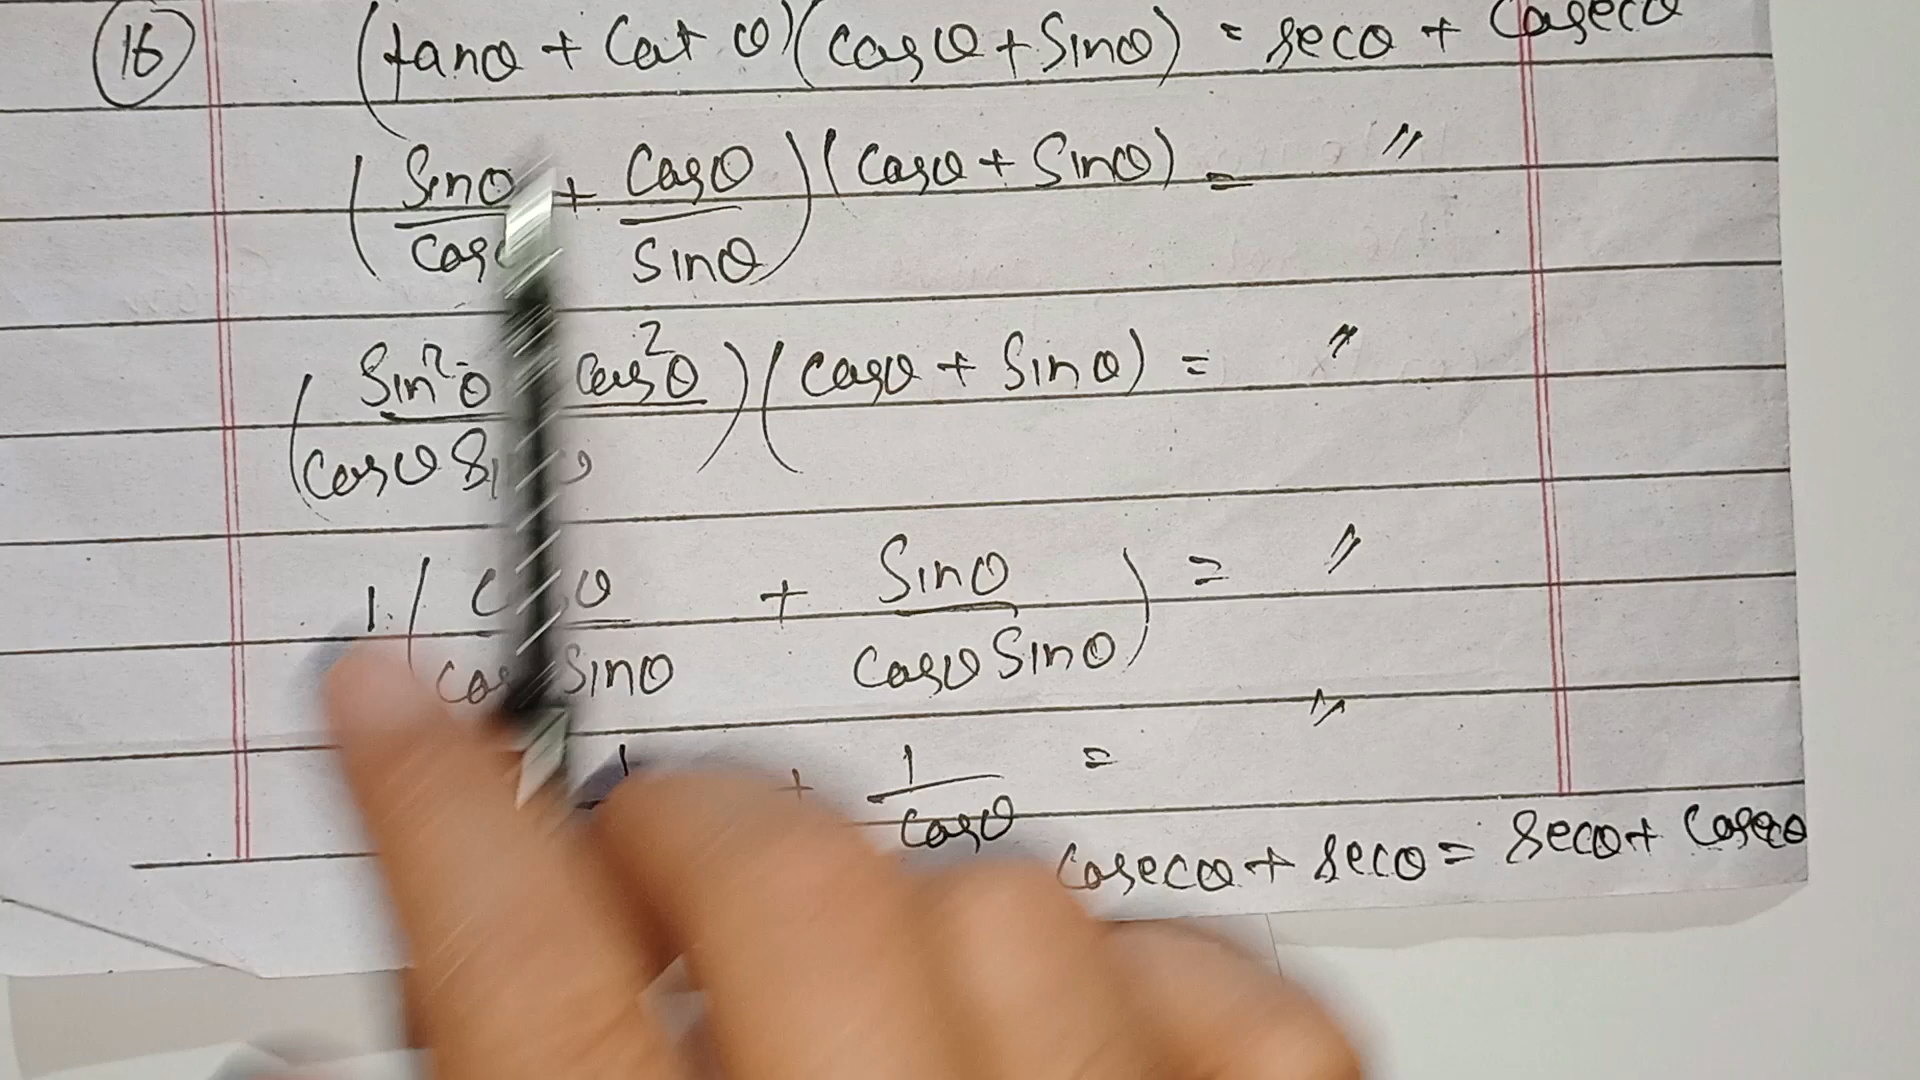 16 (tanθ + Cot θ)(cosθ + Sinθ) = secθ + Cosecθ
(Sinθ/ + Cosθ/Sinθ)(Cosθ + Sinθ) = "
(Sin²θ cos²θ/Cosθ)(Cosθ + Sinθ) = "
1.( /Sinθ + Sinθ/CosθSinθ) = "
1 + 1/Cosθ = "
Cosecθ + Secθ = Secθ + Cosecθ